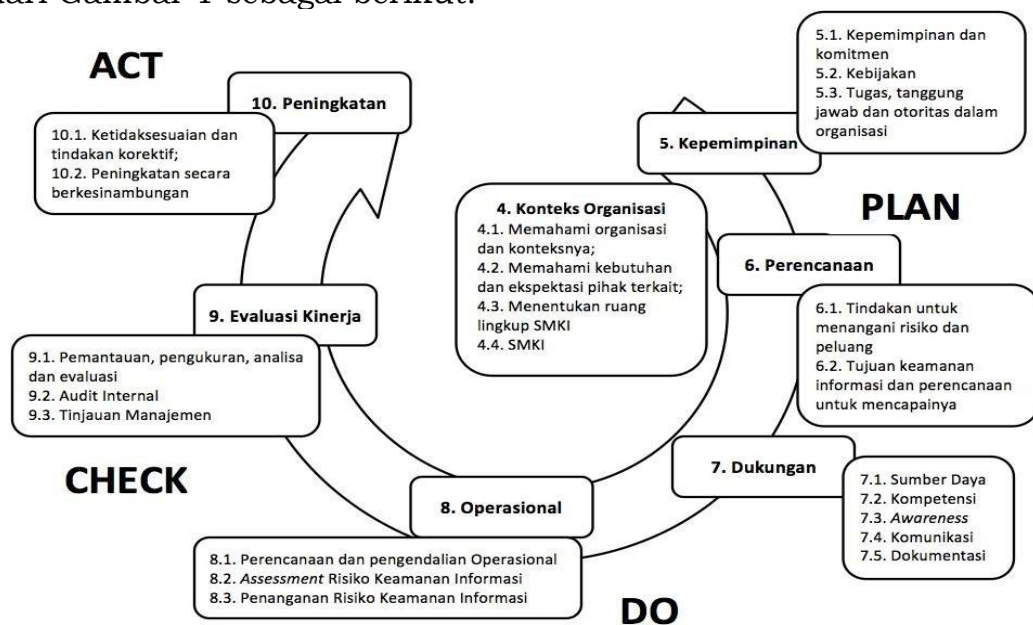 dari Gambar 1 sebagai berikut:
ACT
10. Peningkatan
10.1. Ketidaksesuaian dan
tindakan korektif;
10.2. Peningkatan secara
berkesinambungan
5.1. Kepemimpinan dan
komitmen
5.2. Kebijakan
5.3. Tugas, tanggung
jawab dan otoritas dalam
organisasi
5. Kepemimpinan
PLAN
4. Konteks Organisasi
4.1. Memahami organisasi
dan konteksnya;
4.2. Memahami kebutuhan
dan ekspektasi pihak terkait;
4.3. Menentukan ruang
lingkup SMKI
4.4. SMKI
6. Perencanaan
6.1. Tindakan untuk
menangani risiko dan
peluang
6.2. Tujuan keamanan
informasi dan perencanaan
untuk mencapainya
9. Evaluasi Kinerja
9.1. Pemantauan, pengukuran, analisa
dan evaluasi
9.2. Audit Internal
9.3. Tinjauan Manajemen
CHECK
7. Dukungan
7.1. Sumber Daya
7.2. Kompetensi
7.3. Awareness
7.4. Komunikasi
7.5. Dokumentasi
8. Operasional
8.1. Perencanaan dan pengendalian Operasional
8.2. Assessment Risiko Keamanan Informasi
8.3. Penanganan Risiko Keamanan Informasi
DO